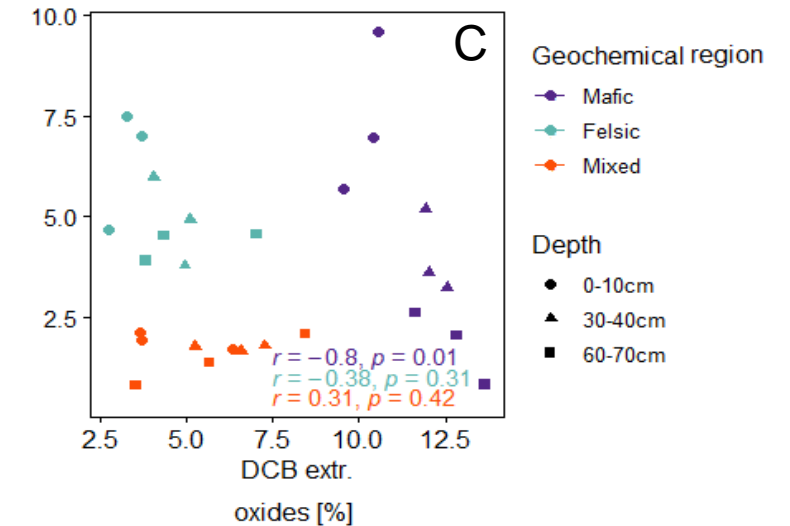 C
10.0
7.5
5.0
2.5
r = −0.8, p = 0.01
r = −0.38, p = 0.31
r = 0.31, p = 0.42
2.5 5.0 7.5 10.0 12.5
DCB extr.
oxides [%]
Geochemical region
Mafic
Felsic
Mixed
Depth
0-10cm
30-40cm
60-70cm